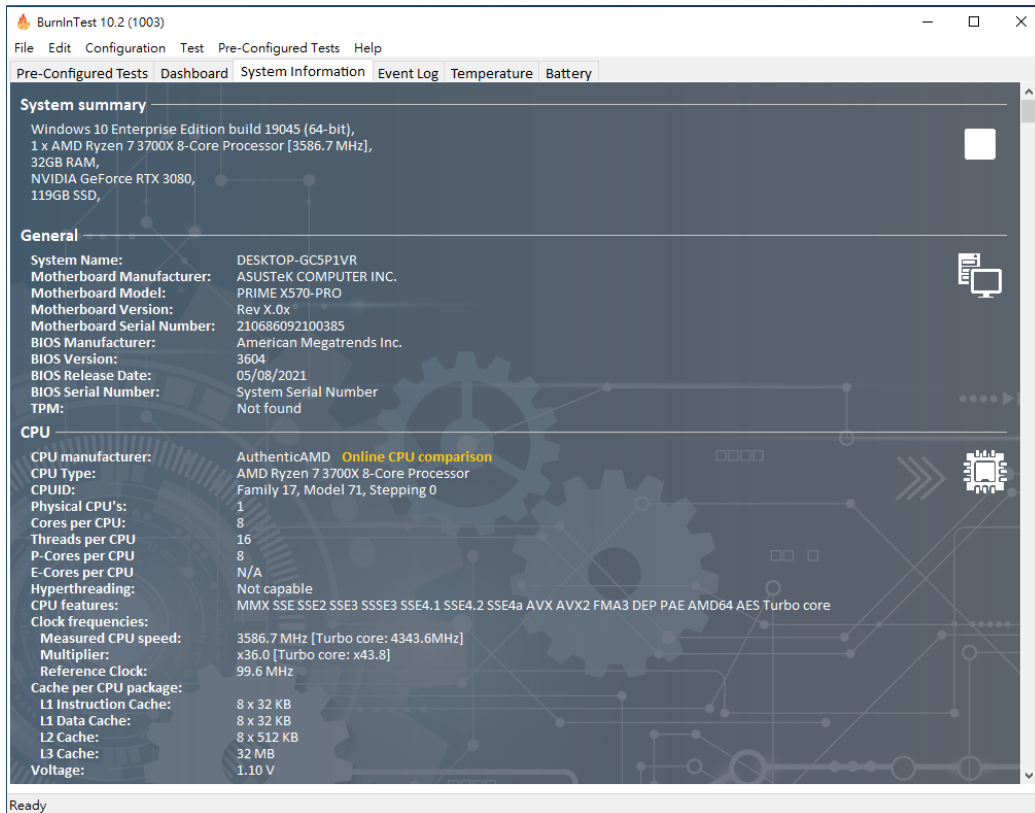 BurnInTest 10.2 (1003)
File Edit Configuration Test Pre-Configured Tests Help
Pre-Configured Tests Dashboard System Information Event Log Temperature Battery
System summary
Windows 10 Enterprise Edition build 19045 (64-bit),
1 x AMD Ryzen 7 3700X 8-Core Processor [3586.7 MHz],
32GB RAM,
NVIDIA GeForce RTX 3080,
119GB SSD,
General
System Name: DESKTOP-GC5P1VR
Motherboard Manufacturer: ASUSTeK COMPUTER INC.
Motherboard Model: PRIME X570-PRO
Motherboard Version: Rev X.0x
Motherboard Serial Number: 210686092100385
BIOS Manufacturer: American Megatrends Inc.
BIOS Version: 3604
BIOS Release Date: 05/08/2021
BIOS Serial Number: System Serial Number
TPM: Not found
CPU
CPU manufacturer: AuthenticAMD Online CPU comparison
CPU Type: AMD Ryzen 7 3700X 8-Core Processor
CPUID: Family 17, Model 71, Stepping 0
Physical CPU's: 1
Cores per CPU: 8
Threads per CPU 16
P-Cores per CPU 8
E-Cores per CPU N/A
Hyperthreading: Not capable
CPU features: MMX SSE SSE2 SSE3 SSSE3 SSE4.1 SSE4.2 SSE4a AVX AVX2 FMA3 DEP PAE AMD64 AES Turbo core
Clock frequencies:
Measured CPU speed: 3586.7 MHz [Turbo core: 4343.6MHz]
Multiplier: x36.0 [Turbo core: x43.8]
Reference Clock: 99.6 MHz
Cache per CPU package:
L1 Instruction Cache: 8 x 32 KB
L1 Data Cache: 8 x 32 KB
L2 Cache: 8 x 512 KB
L3 Cache: 32 MB
Voltage: 1.10 V
Ready